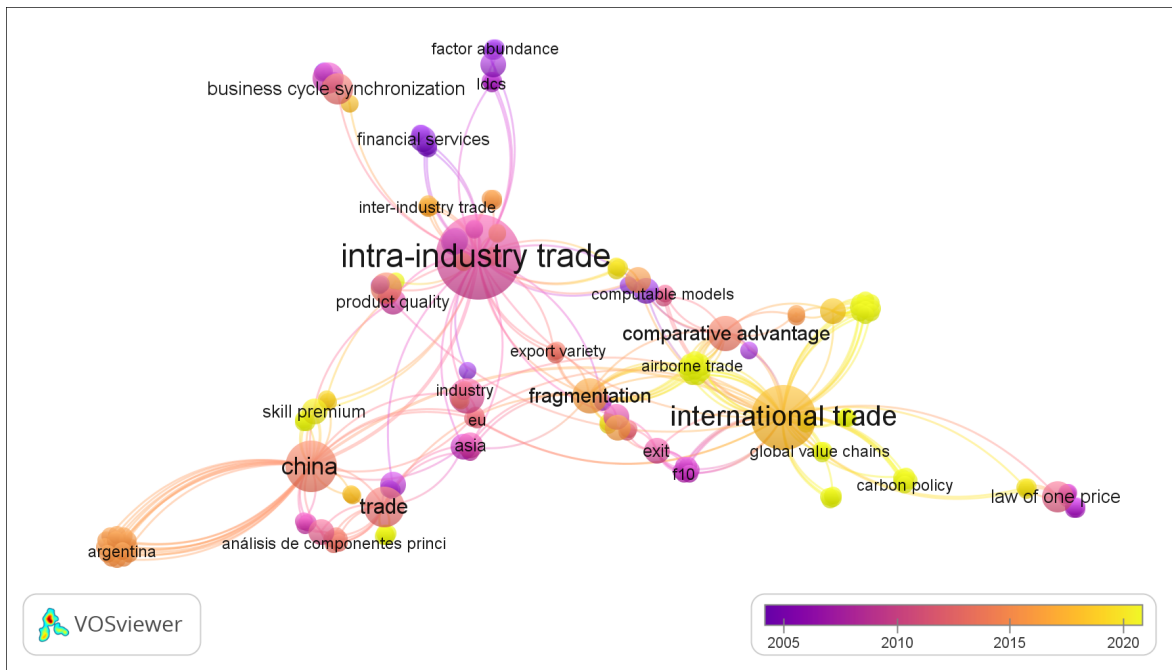 factor abundance
ldcs
business cycle synchronization
financial services
inter-industry trade
intra-industry trade
product quality
computable models
comparative advantage
export variety
airborne trade
industry
fragmentation
skill premium
eu
international trade
asia
exit
global value chains
china
f10
carbon policy
law of one price
trade
argentina
análisis de componentes princi
VOSviewer
2005
2010
2015
2020